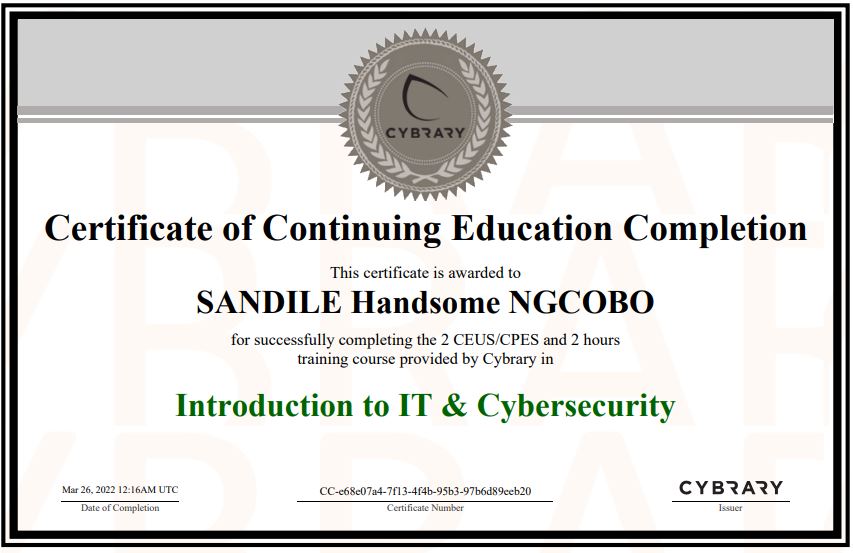 CYBRARY
Certificate of Continuing Education Completion
This certificate is awarded to
SANDILE Handsome NGCOBO
for successfully completing the 2 CEUS/CPES and 2 hours
training course provided by Cybrary in
Introduction to IT & Cybersecurity
Mar 26, 2022 12:16AM UTC
Date of Completion
CC-e68e07a4-7f13-4f4b-95b3-97b6d89eeb20
Certificate Number
CYBRARY
Issuer